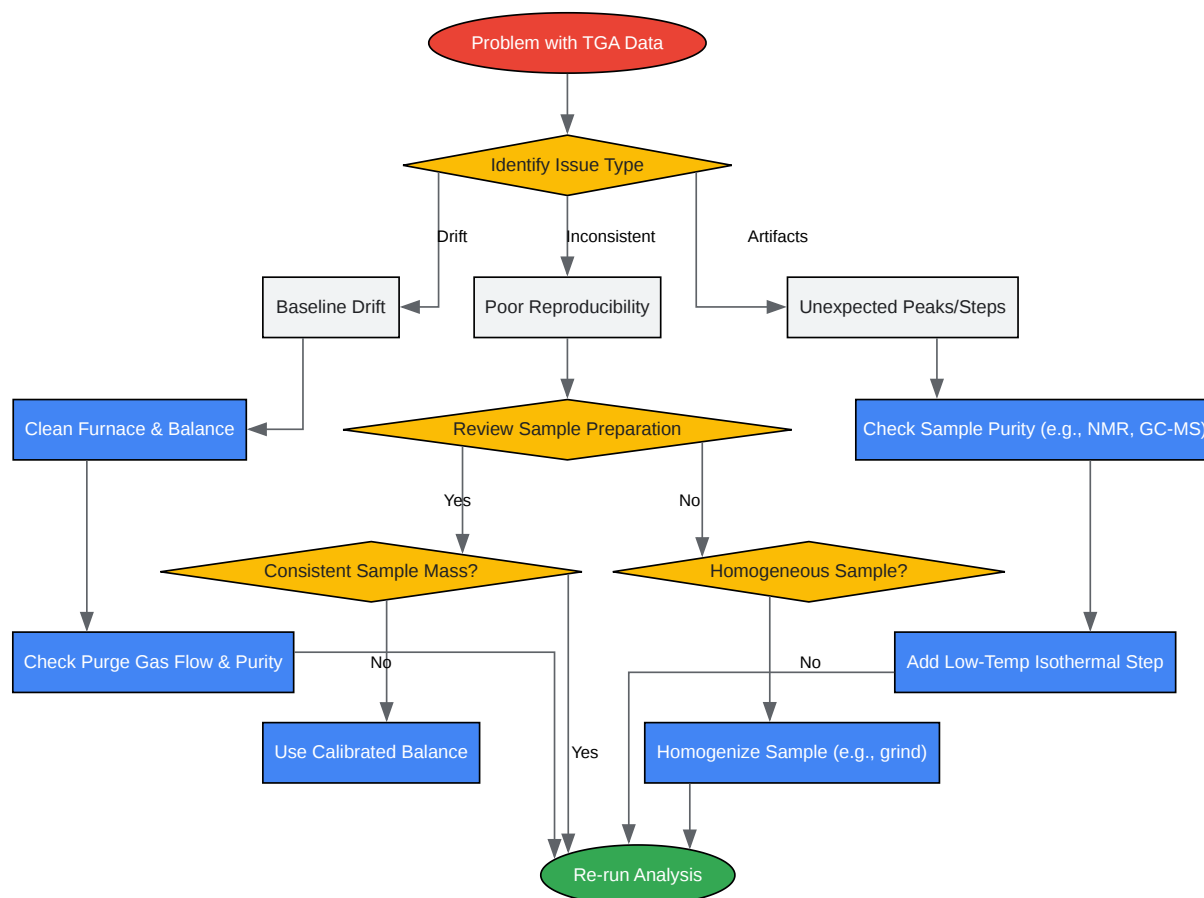 Problem with TGA Data
Identify Issue Type
Drift
Inconsistent
Artifacts
Baseline Drift
Poor Reproducibility
Unexpected Peaks/Steps
Clean Furnace & Balance
Review Sample Preparation
Check Sample Purity (e.g., NMR, GC-MS)
Yes
No
Consistent Sample Mass?
Homogeneous Sample?
Check Purge Gas Flow & Purity
No
No
Add Low-Temp Isothermal Step
Use Calibrated Balance
Yes
Homogenize Sample (e.g., grind)
Re-run Analysis